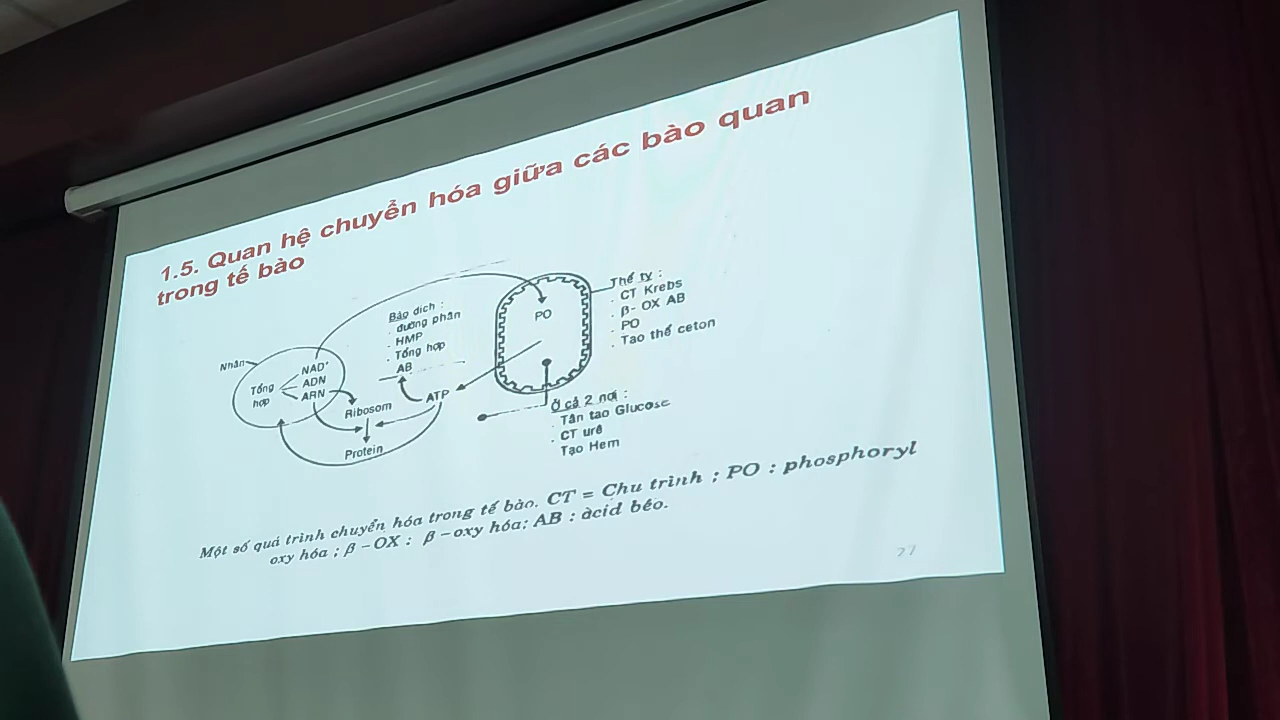 1.5. Quan hệ chuyển hóa giữa các bào quan
trong tế bào
Nhân
Tổng
hợp
NAD⁺
ADN
ARN
Ribosom
Protein
ATP
Bào dịch :
· đường phân
· HMP
· Tổng hợp
AB
PO
Thể ty :
· CT Krebs
· β- OX AB
· PO
· Tạo thể ceton
Ở cả 2 nơi :
Tân tạo Glucose
· CT urê
Tạo Hem
Một số quá trình chuyển hóa trong tế bào. CT = Chu trình ; PO : phosphoryl
oxy hóa ; β – OX : β – oxy hóa; AB : àcid béo.
27